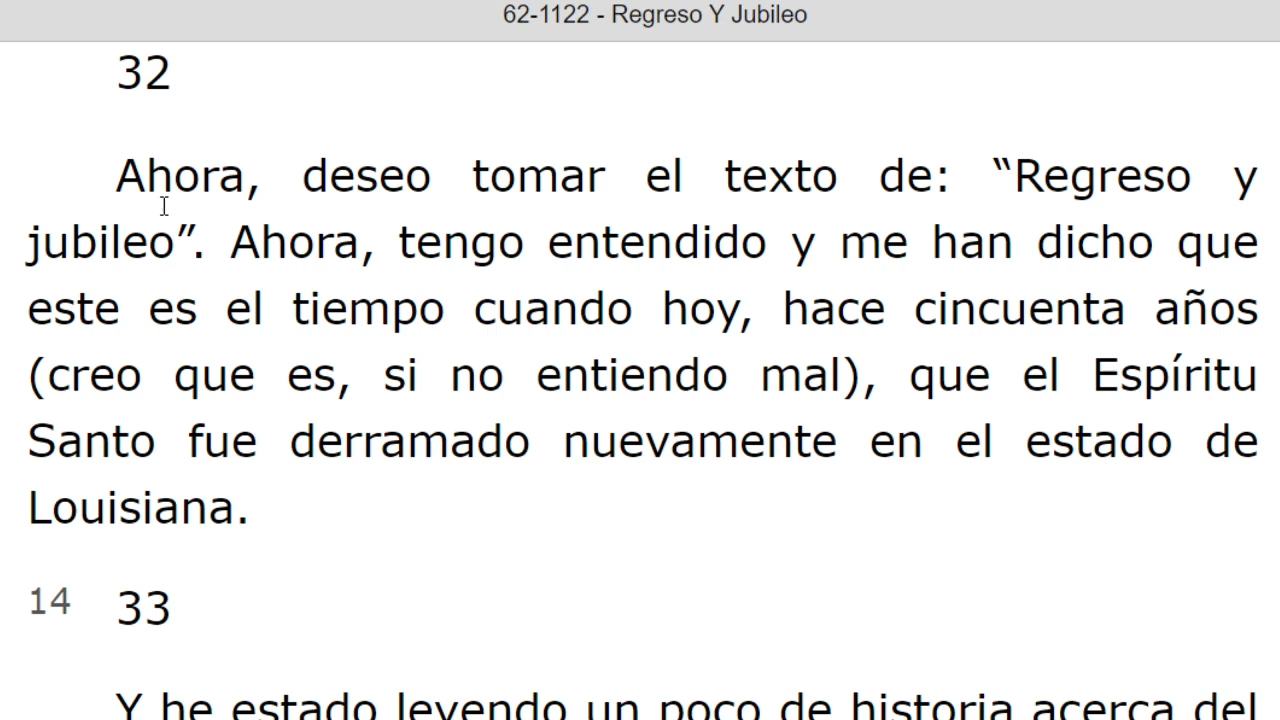 62-1122 - Regreso Y Jubileo
32
Ahora, deseo tomar el texto de: “Regreso y
jubileo”. Ahora, tengo entendido y me han dicho que
este es el tiempo cuando hoy, hace cincuenta años
(creo que es, si no entiendo mal), que el Espíritu
Santo fue derramado nuevamente en el estado de
Louisiana.
14 33
Y he estado leyendo un poco de historia acerca del